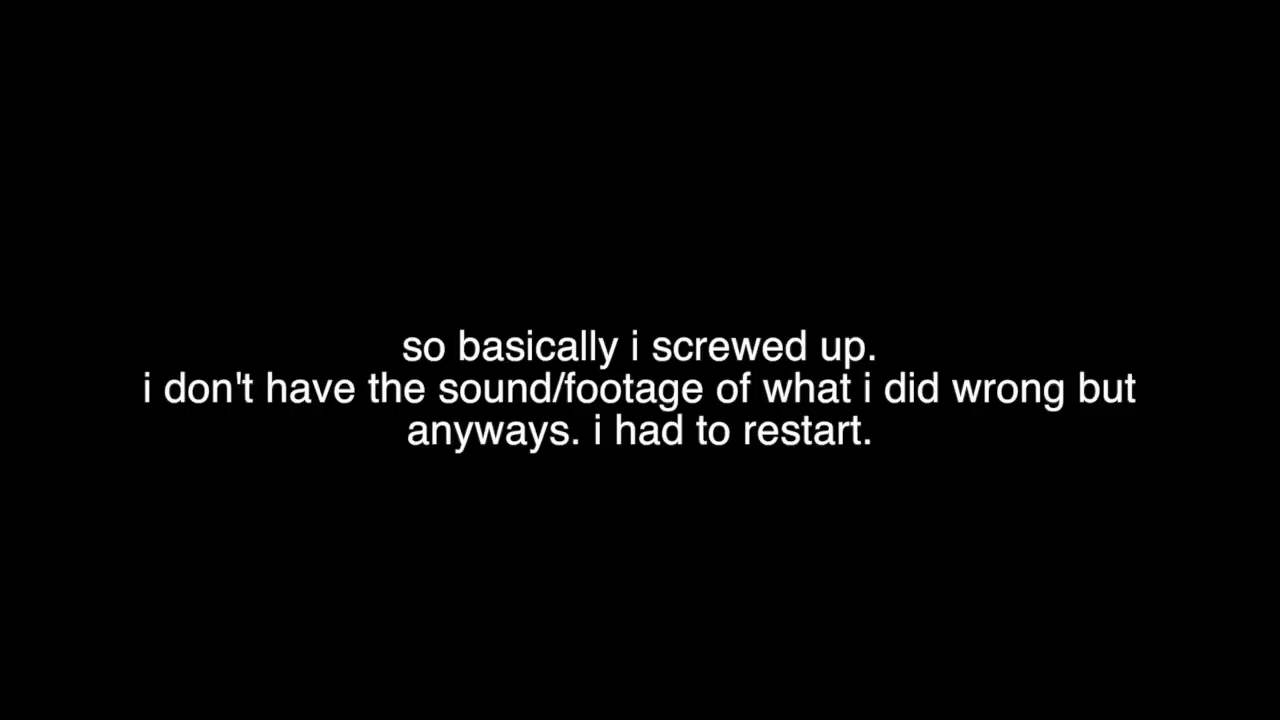 so basically i screwed up.
i don't have the sound/footage of what i did wrong but
anyways. i had to restart.